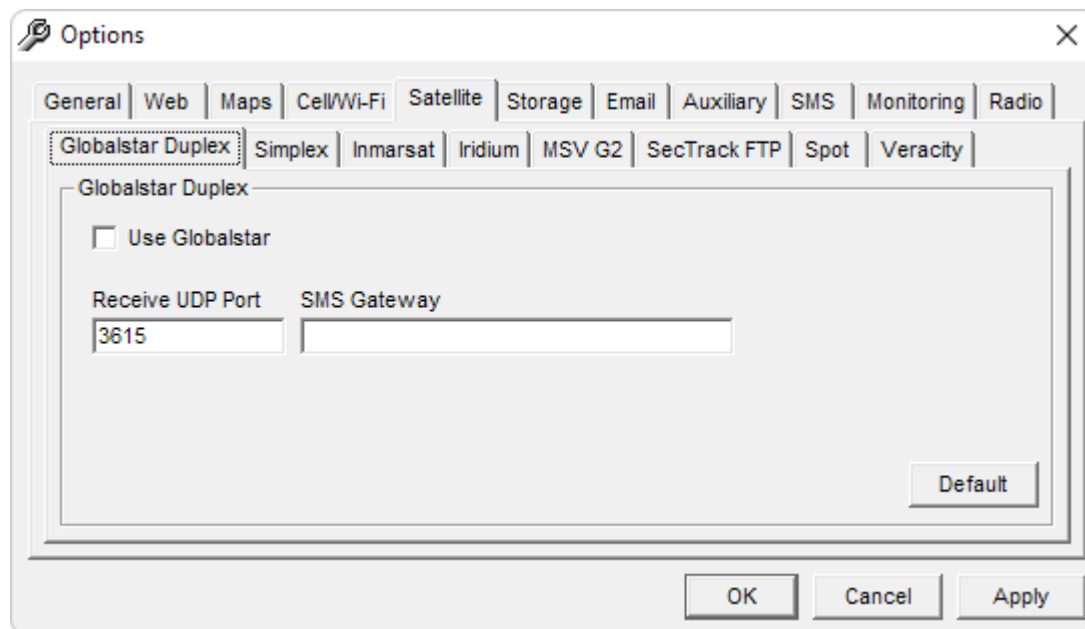 Options
General Web Maps Cell/Wi-Fi Satellite Storage Email Auxiliary SMS Monitoring Radio
Globalstar Duplex Simplex Inmarsat Iridium MSV G2 SecTrack FTP Spot Veracity
Globalstar Duplex
Use Globalstar
Receive UDP Port SMS Gateway
3615
Default
OK Cancel Apply